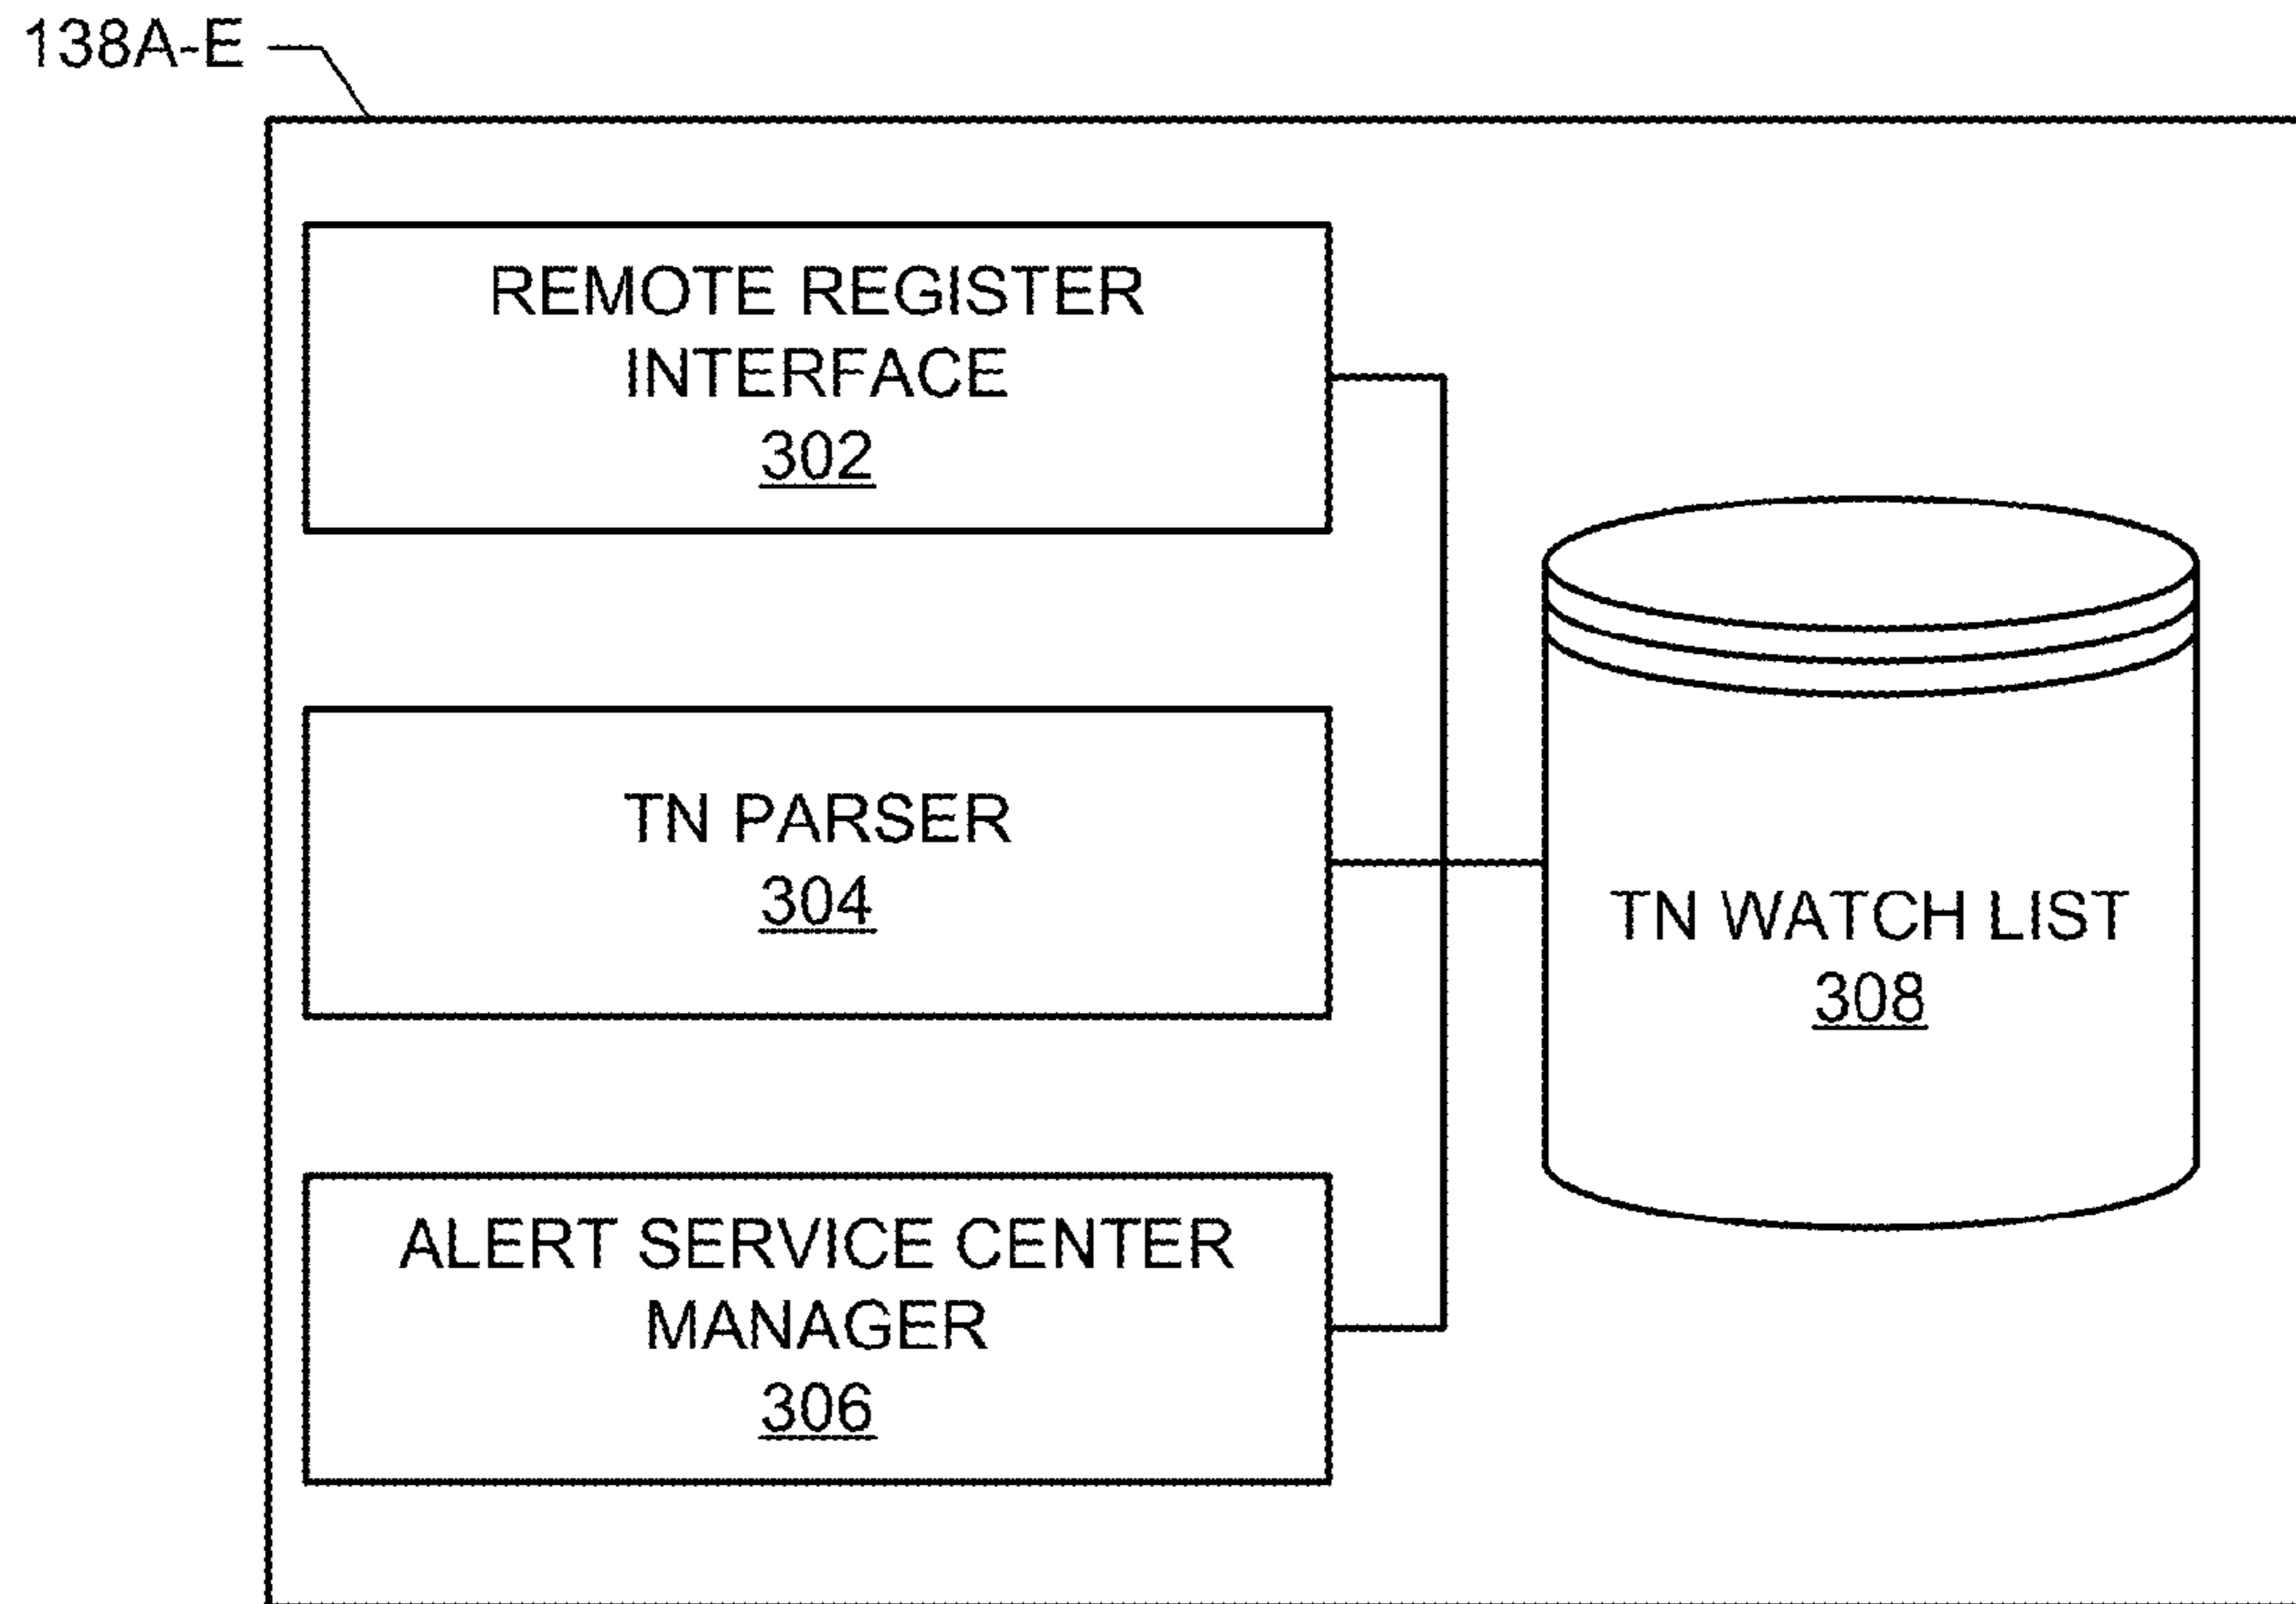 138A-E
REMOTE REGISTER
INTERFACE
302
TN PARSER
304
TN WATCH LIST
308
ALERT SERVICE CENTER
MANAGER
306